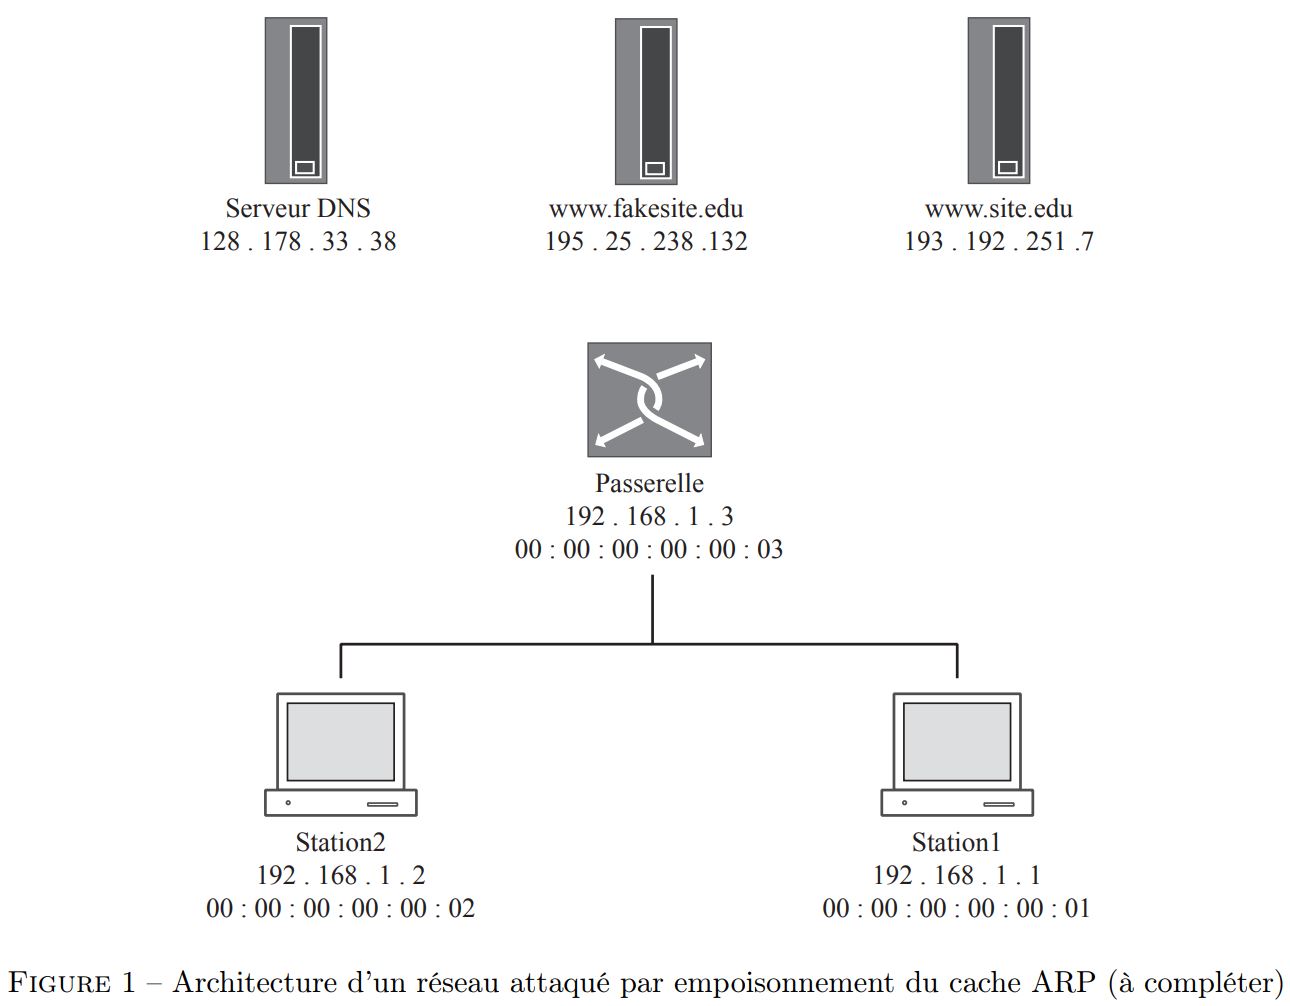 Serveur DNS
128 . 178 . 33 . 38
www.fakesite.edu
195 . 25 . 238 .132
www.site.edu
193 . 192 . 251 .7
Passerelle
192 . 168 . 1 . 3
00 : 00 : 00 : 00 : 00 : 03
Station2
192 . 168 . 1 . 2
00 : 00 : 00 : 00 : 00 : 02
Station1
192 . 168 . 1 . 1
00 : 00 : 00 : 00 : 00 : 01
FIGURE 1 – Architecture d'un réseau attaqué par empoisonnement du cache ARP (à compléter)